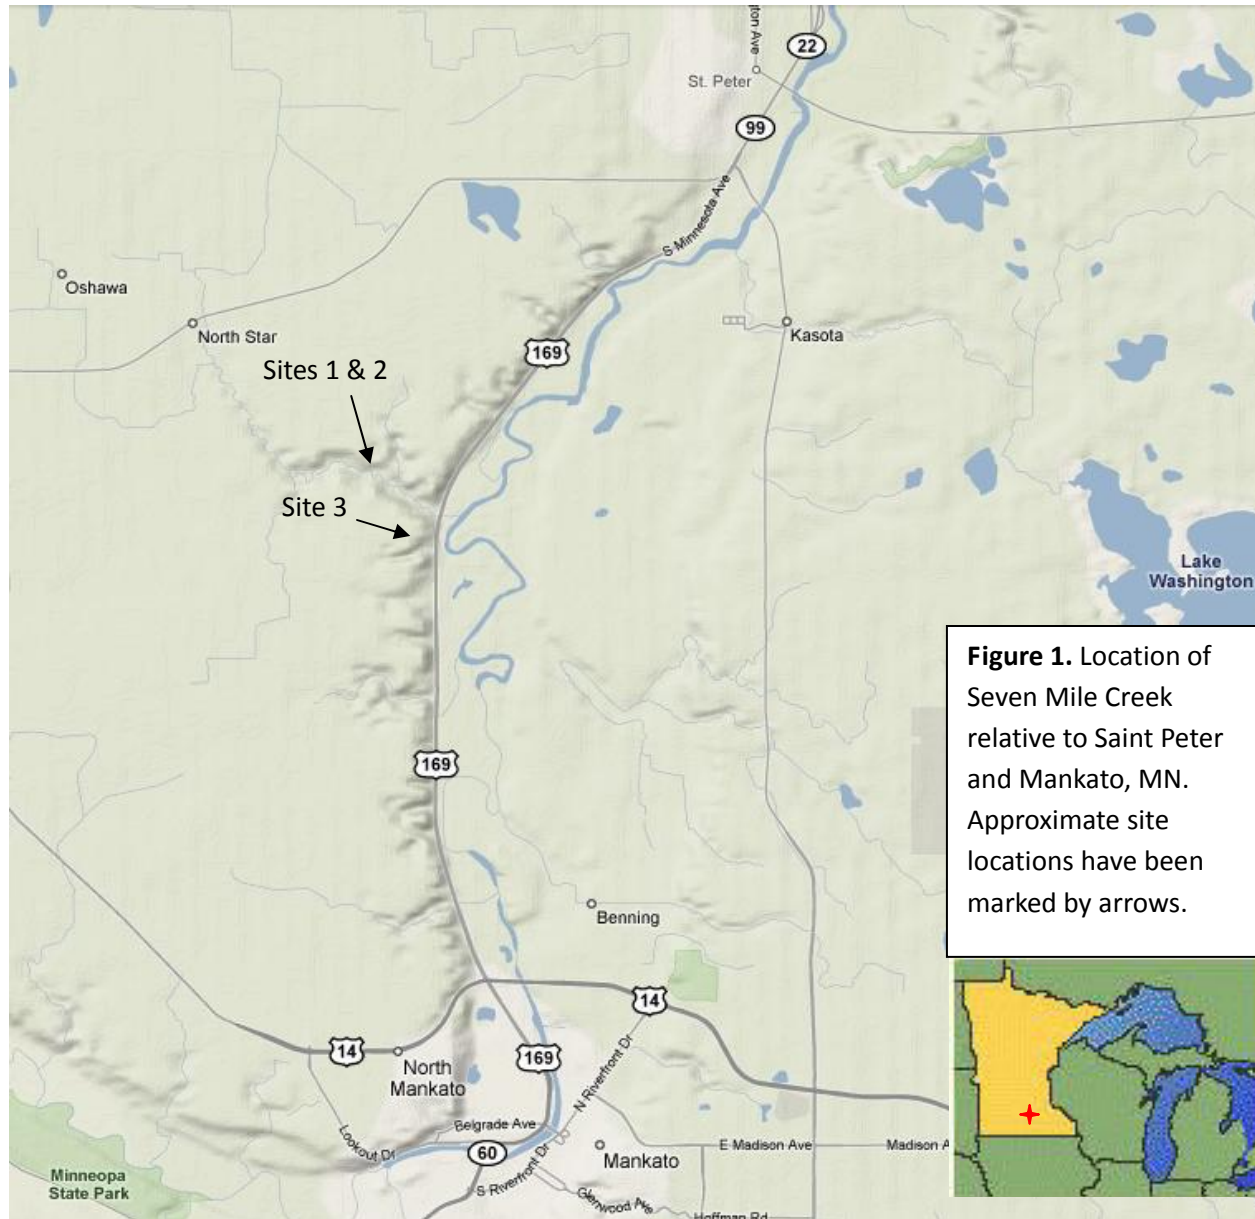 ton Ave
22
St. Peter
99
S Minnesota Ave
Oshawa
North Star
169
Kasota
Sites 1 & 2
Site 3
Lake
Washington
Figure 1. Location of
Seven Mile Creek
relative to Saint Peter
and Mankato, MN.
Approximate site
locations have been
marked by arrows.
169
Benning
14
14
North
Mankato
169
N Riverfront Dr
Belgrade Ave
Lookout Dr
60
E Madison Ave
Madison A
Mankato
S Riverfront Dr
Glenwood Ave
Hoffman Rd
Minneopa
State Park